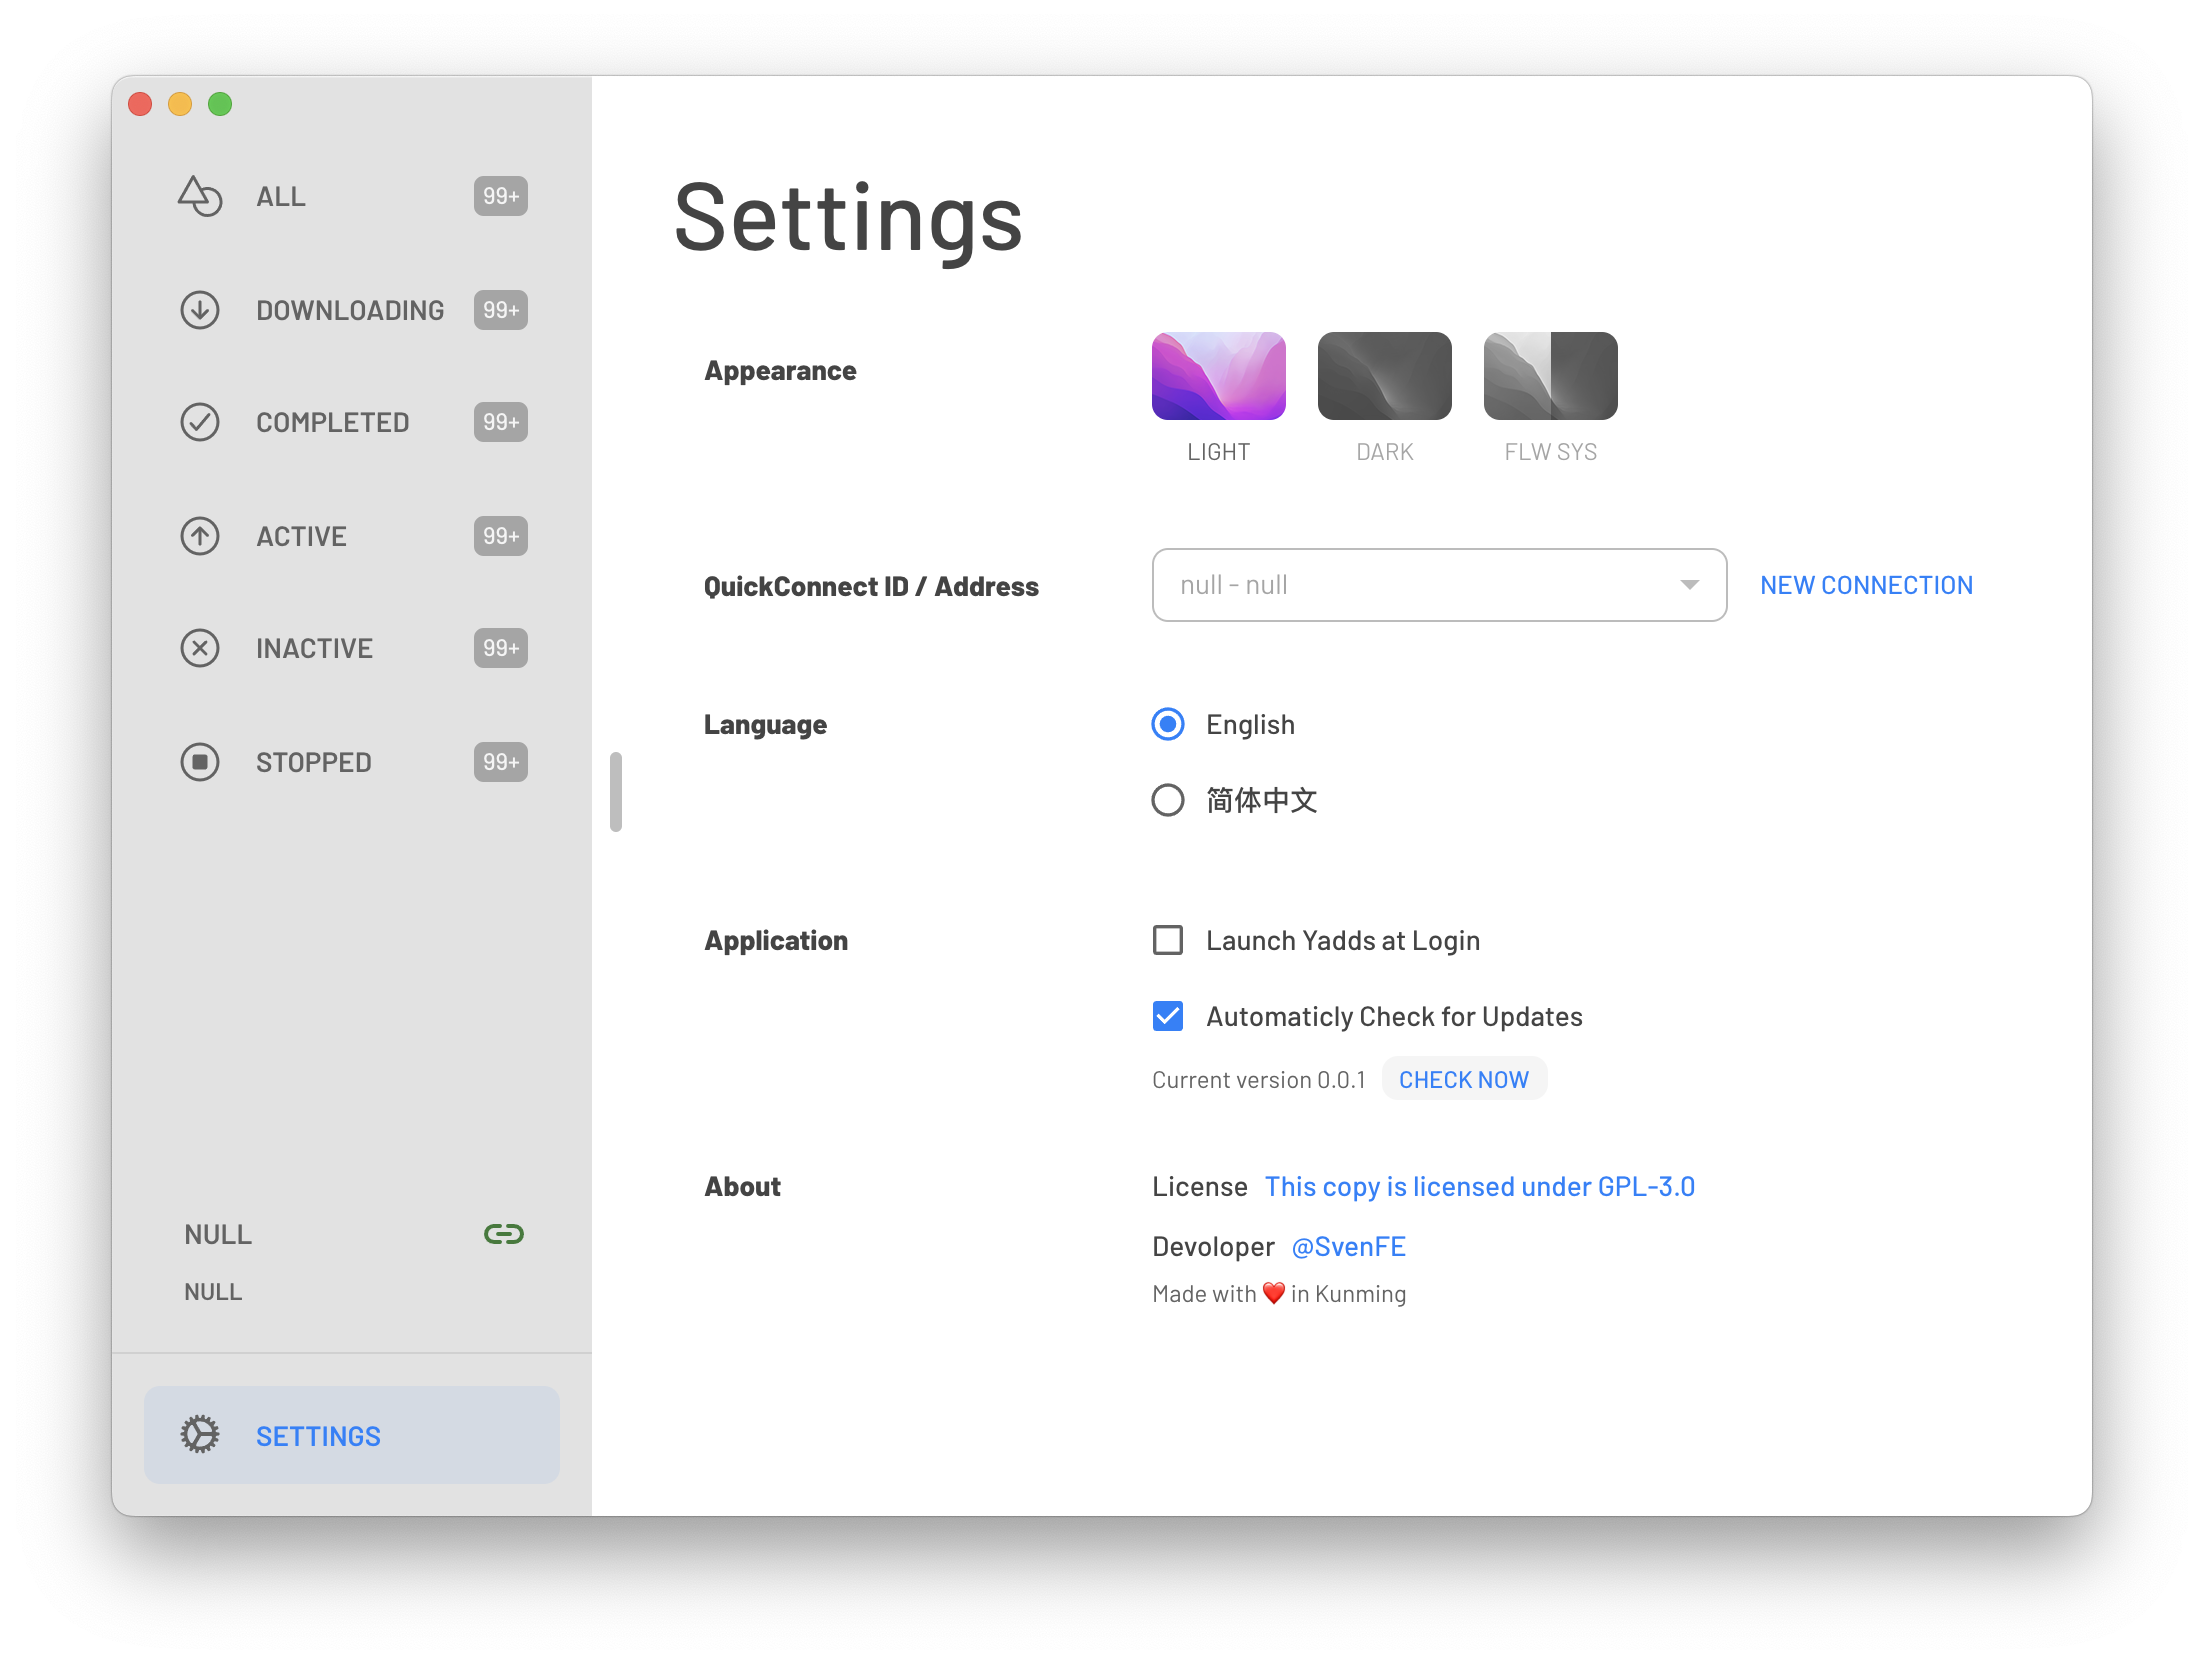 ALL 99+
DOWNLOADING 99+
COMPLETED 99+
ACTIVE 99+
INACTIVE 99+
STOPPED 99+
NULL
NULL
SETTINGS
Settings
Appearance
LIGHT DARK FLW SYS
QuickConnect ID / Address null - null NEW CONNECTION
Language English
简体中文
Application Launch Yadds at Login
Automaticly Check for Updates
Current version 0.0.1 CHECK NOW
About License This copy is licensed under GPL-3.0
Devoloper @SvenFE
Made with ❤️ in Kunming